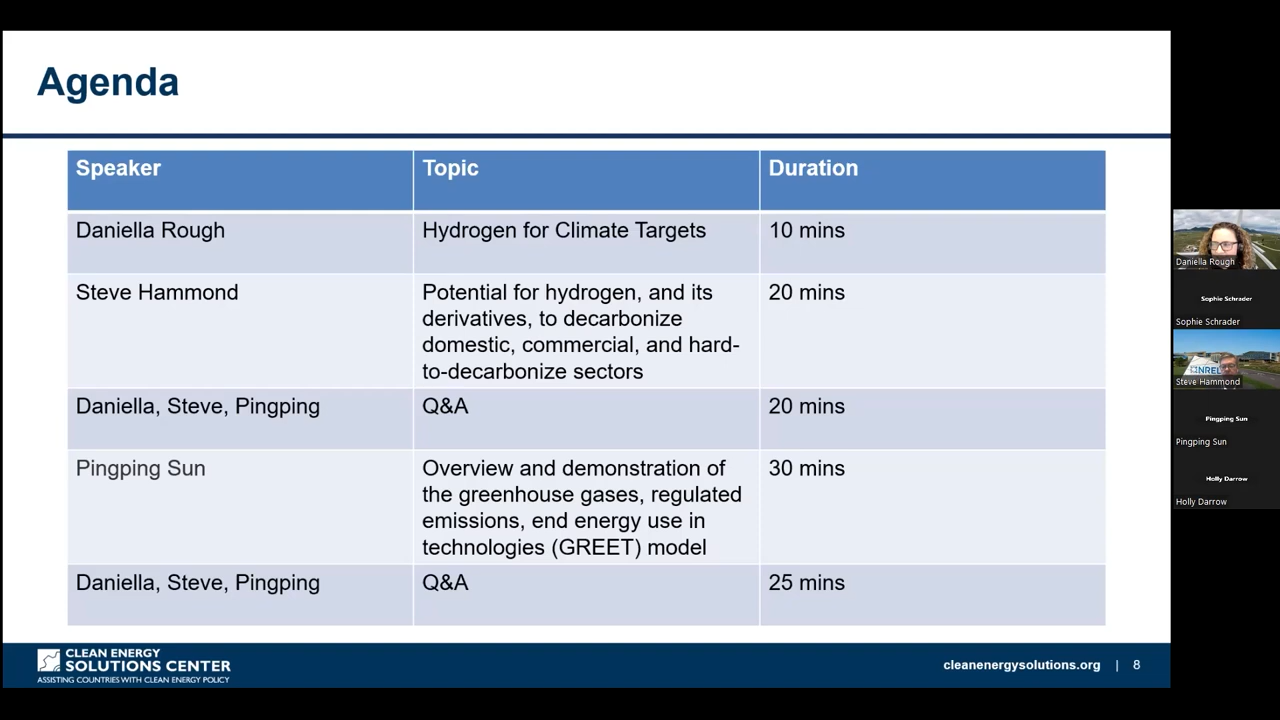 Agenda
Speaker
Topic
Duration
Daniella Rough
Hydrogen for Climate Targets
10 mins
Steve Hammond
Potential for hydrogen, and its
derivatives, to decarbonize
domestic, commercial, and hard-
to-decarbonize sectors
20 mins
Daniella, Steve, Pingping
Q&A
20 mins
Pingping Sun
Overview and demonstration of
the greenhouse gases, regulated
emissions, end energy use in
technologies (GREET) model
30 mins
Daniella, Steve, Pingping
Q&A
25 mins
CLEAN ENERGY
SOLUTIONS CENTER
ASSISTING COUNTRIES WITH CLEAN ENERGY POLICY
cleanenergysolutions.org | 8
Daniella Rough
Sophie Schrader
Sophie Schrader
NREL
Steve Hammond
Pingping Sun
Pingping Sun
Holly Darrow
Holly Darrow